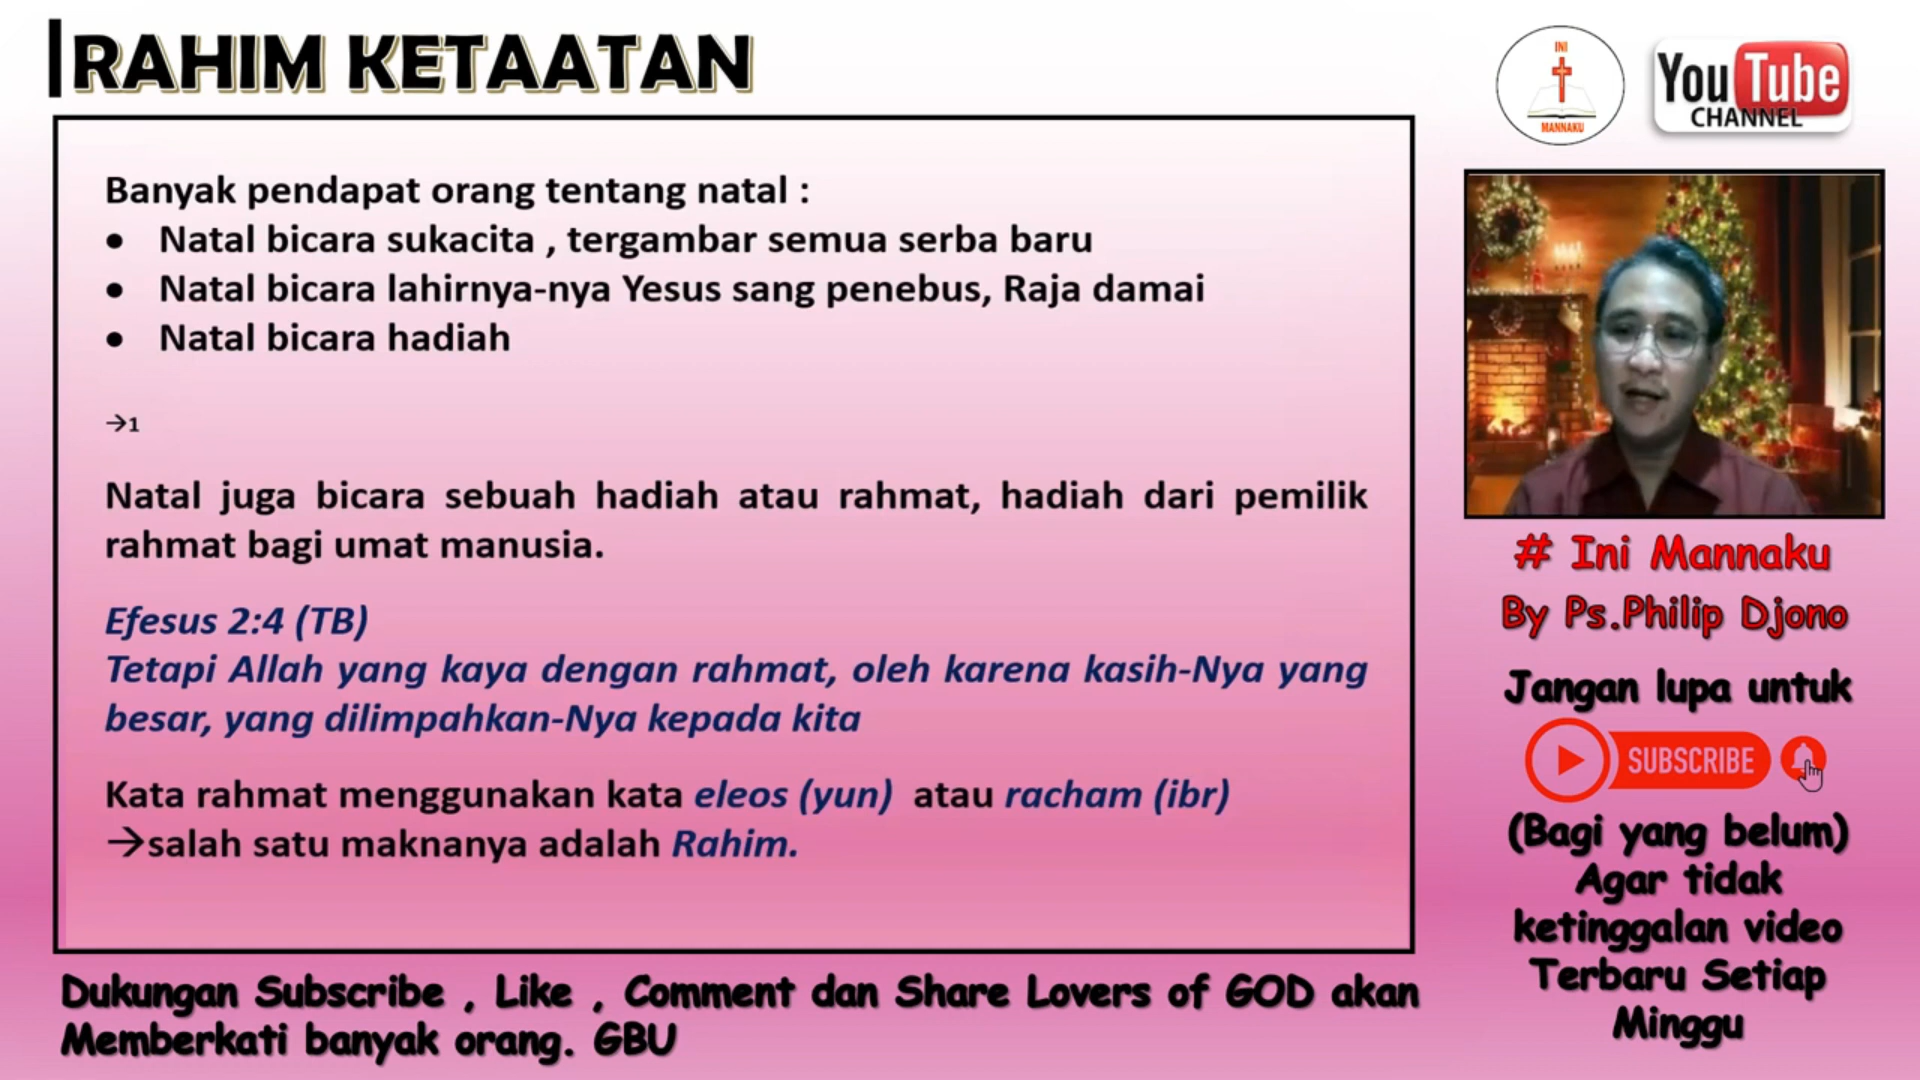 RAHIM KETAATAN
INI
MANNAKU
YouTube
CHANNEL
Banyak pendapat orang tentang natal :
• Natal bicara sukacita , tergambar semua serba baru
• Natal bicara lahirnya-nya Yesus sang penebus, Raja damai
• Natal bicara hadiah
→1
Natal juga bicara sebuah hadiah atau rahmat, hadiah dari pemilik
rahmat bagi umat manusia.
Efesus 2:4 (TB)
Tetapi Allah yang kaya dengan rahmat, oleh karena kasih-Nya yang
besar, yang dilimpahkan-Nya kepada kita
Kata rahmat menggunakan kata eleos (yun) atau racham (ibr)
→salah satu maknanya adalah Rahim.
# Ini Mannaku
By Ps.Philip Djono
Jangan lupa untuk
SUBSCRIBE
(Bagi yang belum)
Agar tidak
ketinggalan video
Terbaru Setiap
Minggu
Dukungan Subscribe , Like , Comment dan Share Lovers of GOD akan
Memberkati banyak orang. GBU